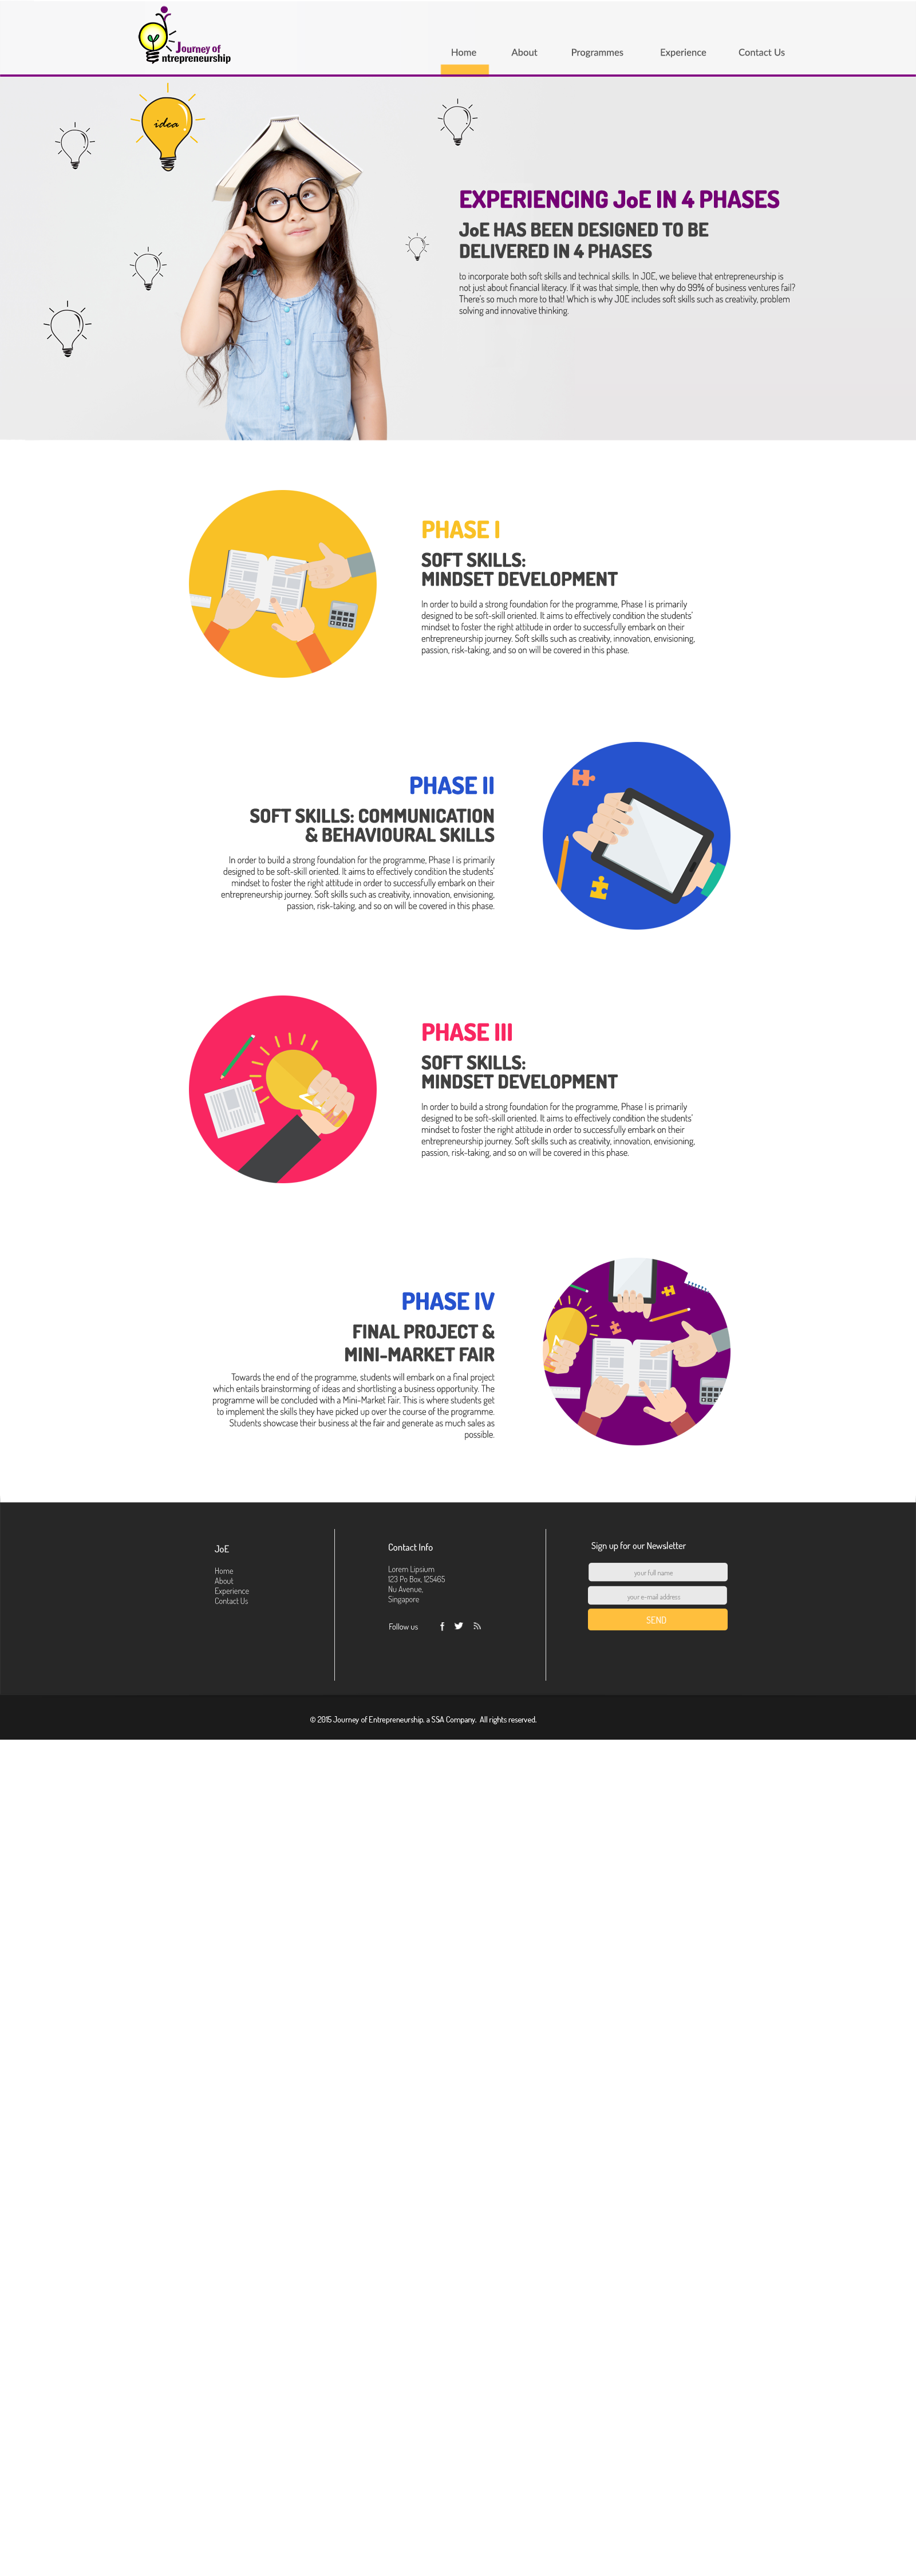 Journey of
ntrepreneurship
Home About Programmes Experience Contact Us
idea
EXPERIENCING JoE IN 4 PHASES
JoE HAS BEEN DESIGNED TO BE
DELIVERED IN 4 PHASES
to incorporate both soft skills and technical skills. In JOE, we believe that entrepreneurship is
not just about financial literacy. If it was that simple, then why do 99% of business ventures fail?
There's so much more to that! Which is why JOE includes soft skills such as creativity, problem
solving and innovative thinking.
PHASE I
SOFT SKILLS:
MINDSET DEVELOPMENT
In order to build a strong foundation for the programme, Phase I is primarily
designed to be soft-skill oriented. It aims to effectively condition the students'
mindset to foster the right attitude in order to successfully embark on their
entrepreneurship journey. Soft skills such as creativity, innovation, envisioning,
passion, risk-taking, and so on will be covered in this phase.
PHASE II
SOFT SKILLS: COMMUNICATION
& BEHAVIOURAL SKILLS
In order to build a strong foundation for the programme, Phase I is primarily
designed to be soft-skill oriented. It aims to effectively condition the students'
mindset to foster the right attitude in order to successfully embark on their
entrepreneurship journey. Soft skills such as creativity, innovation, envisioning,
passion, risk-taking, and so on will be covered in this phase.
PHASE III
SOFT SKILLS:
MINDSET DEVELOPMENT
In order to build a strong foundation for the programme, Phase I is primarily
designed to be soft-skill oriented. It aims to effectively condition the students'
mindset to foster the right attitude in order to successfully embark on their
entrepreneurship journey. Soft skills such as creativity, innovation, envisioning,
passion, risk-taking, and so on will be covered in this phase.
PHASE IV
FINAL PROJECT &
MINI-MARKET FAIR
Towards the end of the programme, students will embark on a final project
which entails brainstorming of ideas and shortlisting a business opportunity. The
programme will be concluded with a Mini-Market Fair. This is where students get
to implement the skills they have picked up over the course of the programme.
Students showcase their business at the fair and generate as much sales as
possible.
JoE
Home
About
Experience
Contact Us
Contact Info
Lorem Lipsium
123 Po Box, 125465
Nu Avenue,
Singapore
Follow us
Sign up for our Newsletter
your full name
your e-mail address
SEND
© 2015 Journey of Entrepreneurship. a SSA Company. All rights reserved.